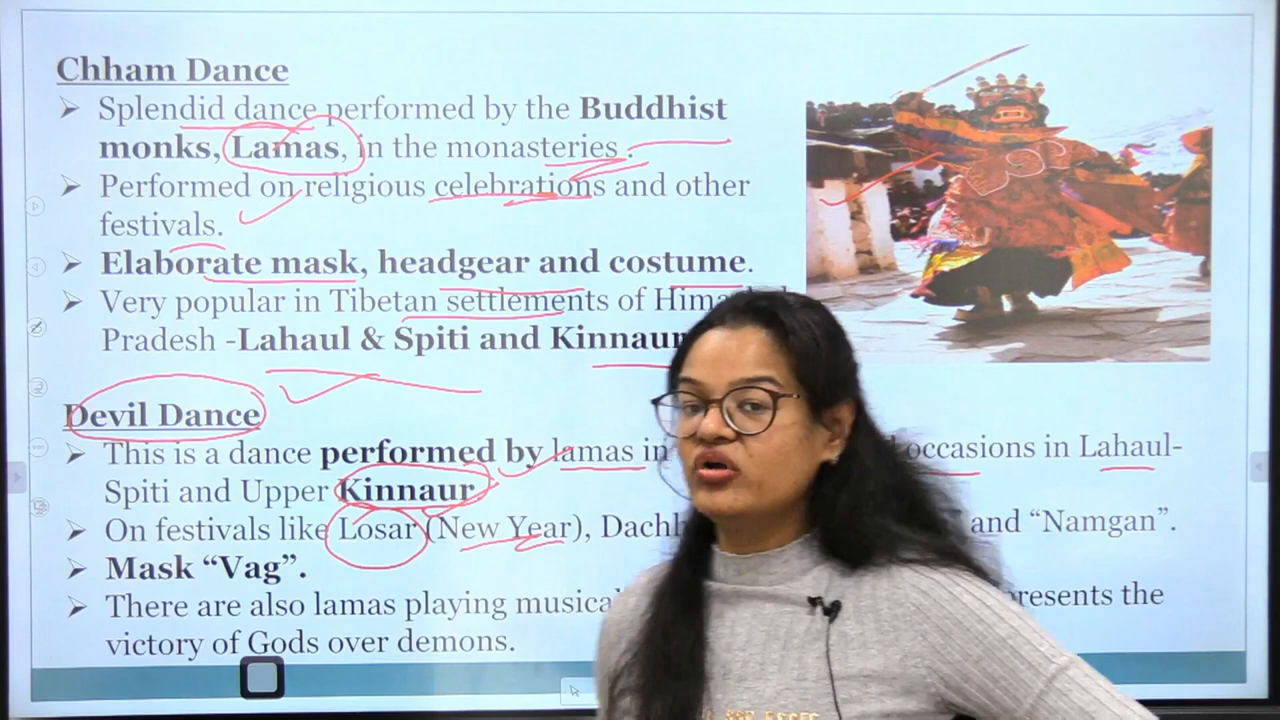 Chham Dance
➤ Splendid dance performed by the Buddhist
monks, Lamas, in the monasteries .
➤ Performed on religious celebrations and other
festivals.
➤ Elaborate mask, headgear and costume.
➤ Very popular in Tibetan settlements of
Pradesh -Lahaul & Spiti and Kinnaur
Devil Dance
➤ This is a dance performed by lamas in occasions in Lahaul-
Spiti and Upper Kinnaur
➤ On festivals like Losar (New Year), and “Namgan”.
➤ Mask “Vag”.
➤ There are also lamas playing the
victory of Gods over demons.